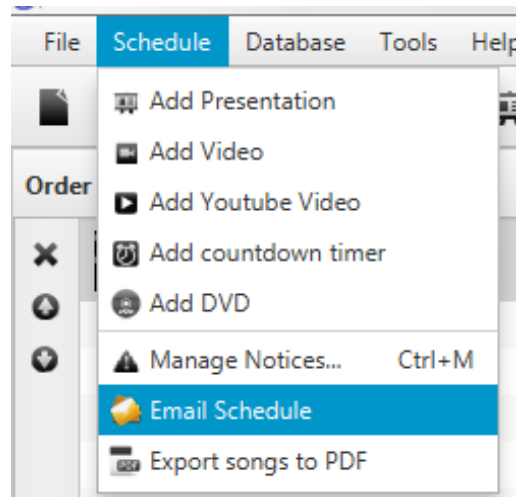 File Schedule Database Tools Help
Add Presentation
Add Video
Order
Add Youtube Video
Add countdown timer
Add DVD
Manage Notices... Ctrl+M
Email Schedule
Export songs to PDF